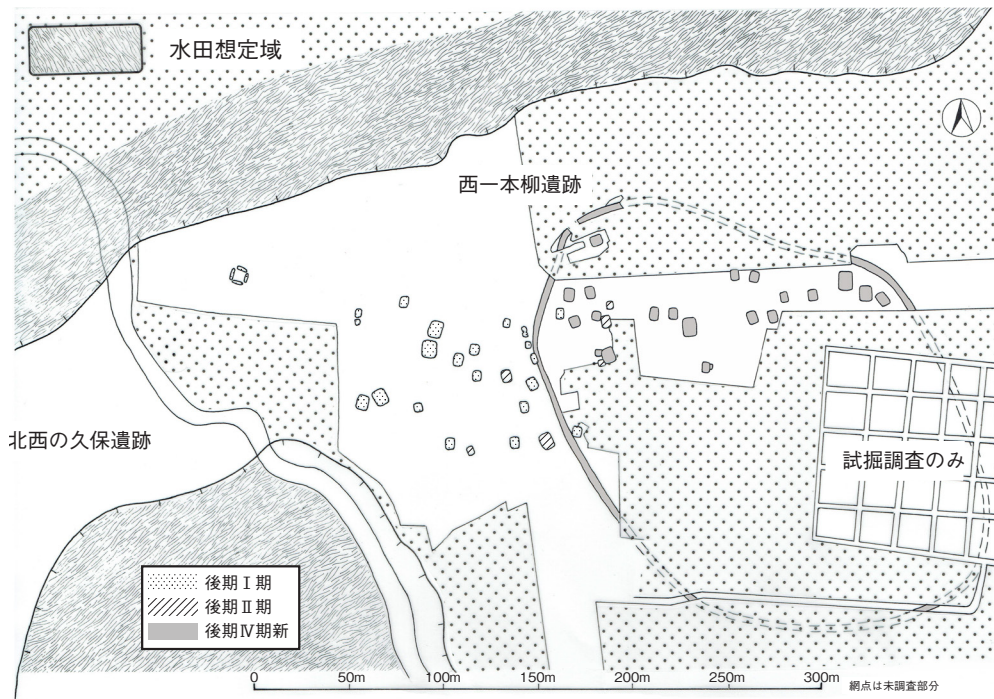 水田想定域
西一本柳遺跡
北西の久保遺跡
試掘調査のみ
後期Ⅰ期
後期Ⅱ期
後期Ⅳ期新
0 50m 100m 150m 200m 250m 300m
網点は未調査部分